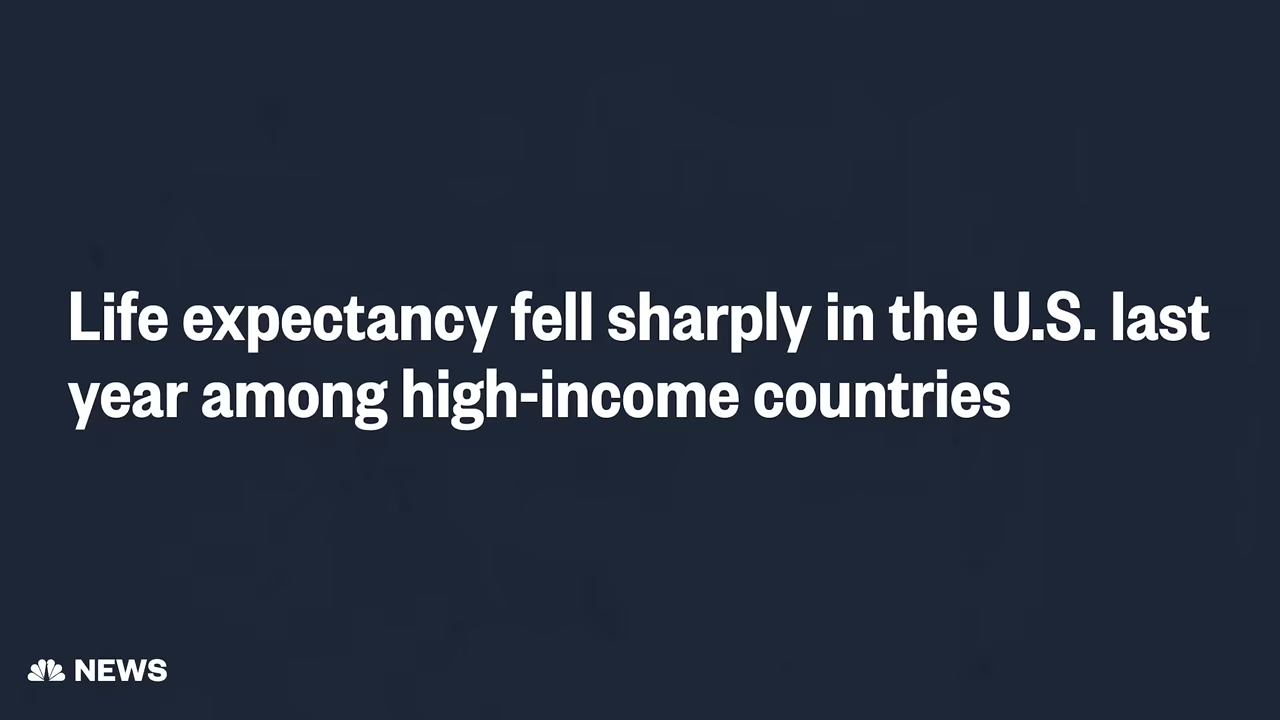 Life expectancy fell sharply in the U.S. last
year among high-income countries
NEWS